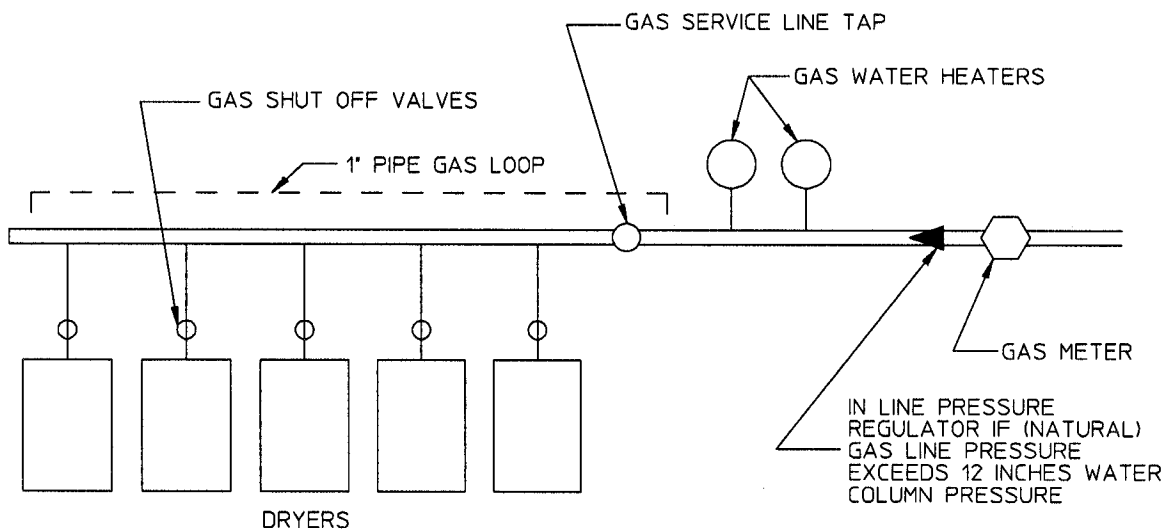 GAS SERVICE LINE TAP
GAS WATER HEATERS
GAS SHUT OFF VALVES
1" PIPE GAS LOOP
GAS METER
IN LINE PRESSURE
REGULATOR IF (NATURAL)
GAS LINE PRESSURE
EXCEEDS 12 INCHES WATER
COLUMN PRESSURE
DRYERS